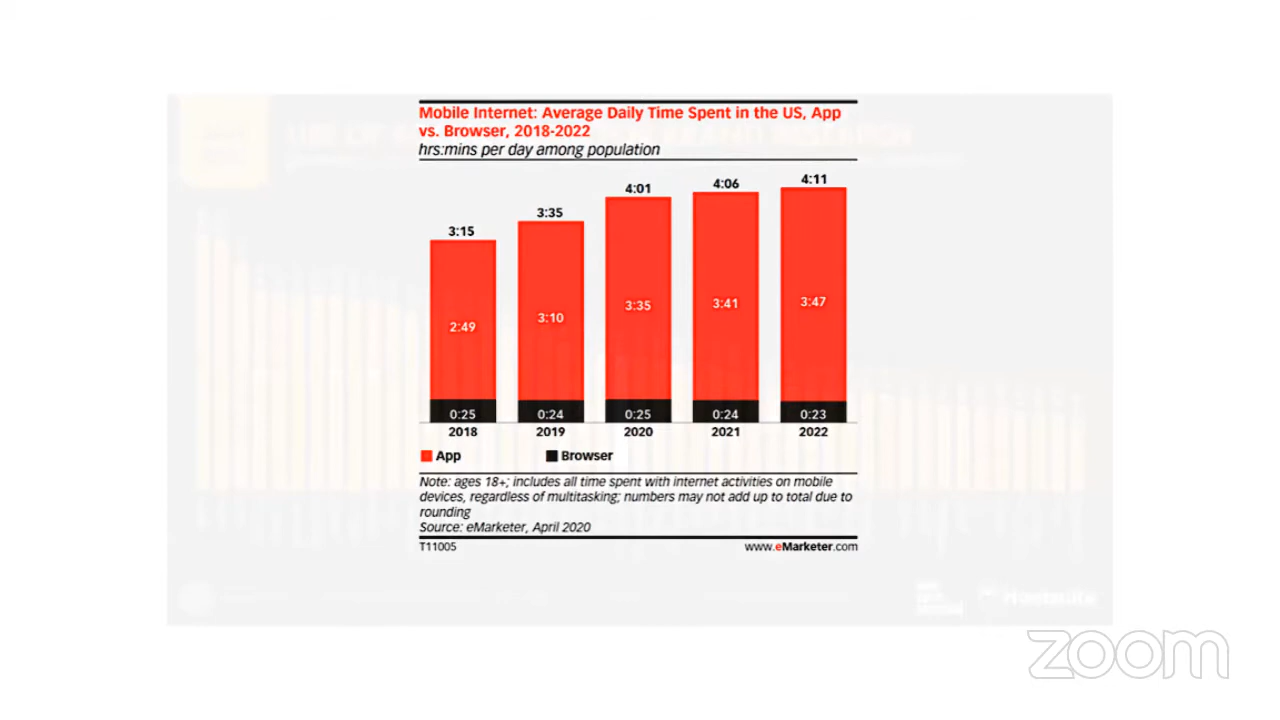 Mobile Internet: Average Daily Time Spent in the US, App
vs. Browser, 2018-2022
hrs:mins per day among population
3:15
3:35
4:01
4:06
4:11
2:49
3:10
3:35
3:41
3:47
0:25
0:24
0:25
0:24
0:23
2018
2019
2020
2021
2022
App
Browser
Note: ages 18+; includes all time spent with internet activities on mobile
devices, regardless of multitasking; numbers may not add up to total due to
rounding
Source: eMarketer, April 2020
T11005
www.eMarketer.com
zoom